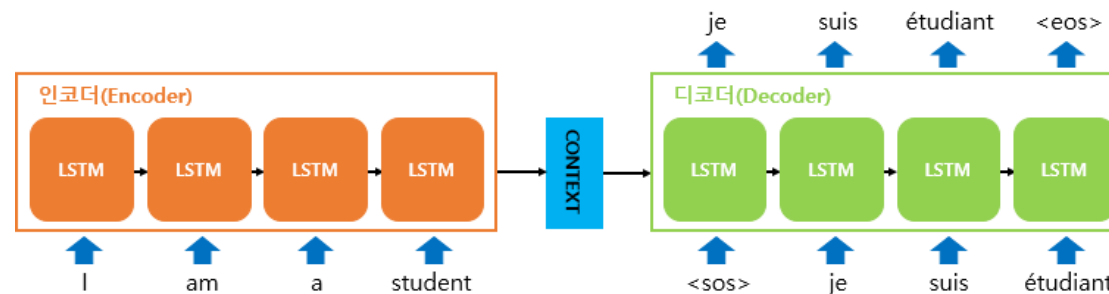 je suis étudiant <eos>
인코더(Encoder)
디코더(Decoder)
LSTM LSTM LSTM LSTM
CONTEXT
LSTM LSTM LSTM LSTM
I am a student
<sos> je suis étudiant